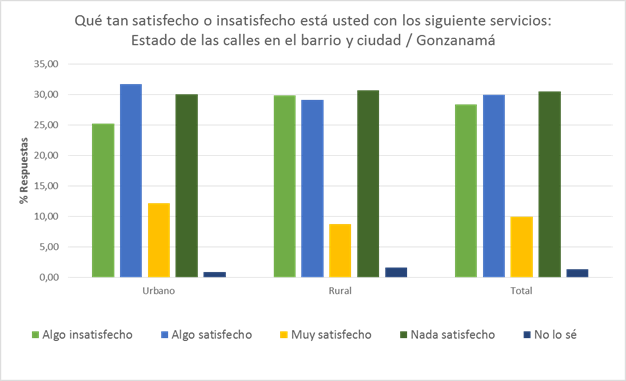 Qué tan satisfecho o insatisfecho está usted con los siguiente servicios:
Estado de las calles en el barrio y ciudad / Gonzanamá
35,00
30,00
25,00
20,00
15,00
10,00
5,00
0,00
% Respuestas
Urbano Rural Total
Algo insatisfecho Algo satisfecho Muy satisfecho Nada satisfecho No lo sé